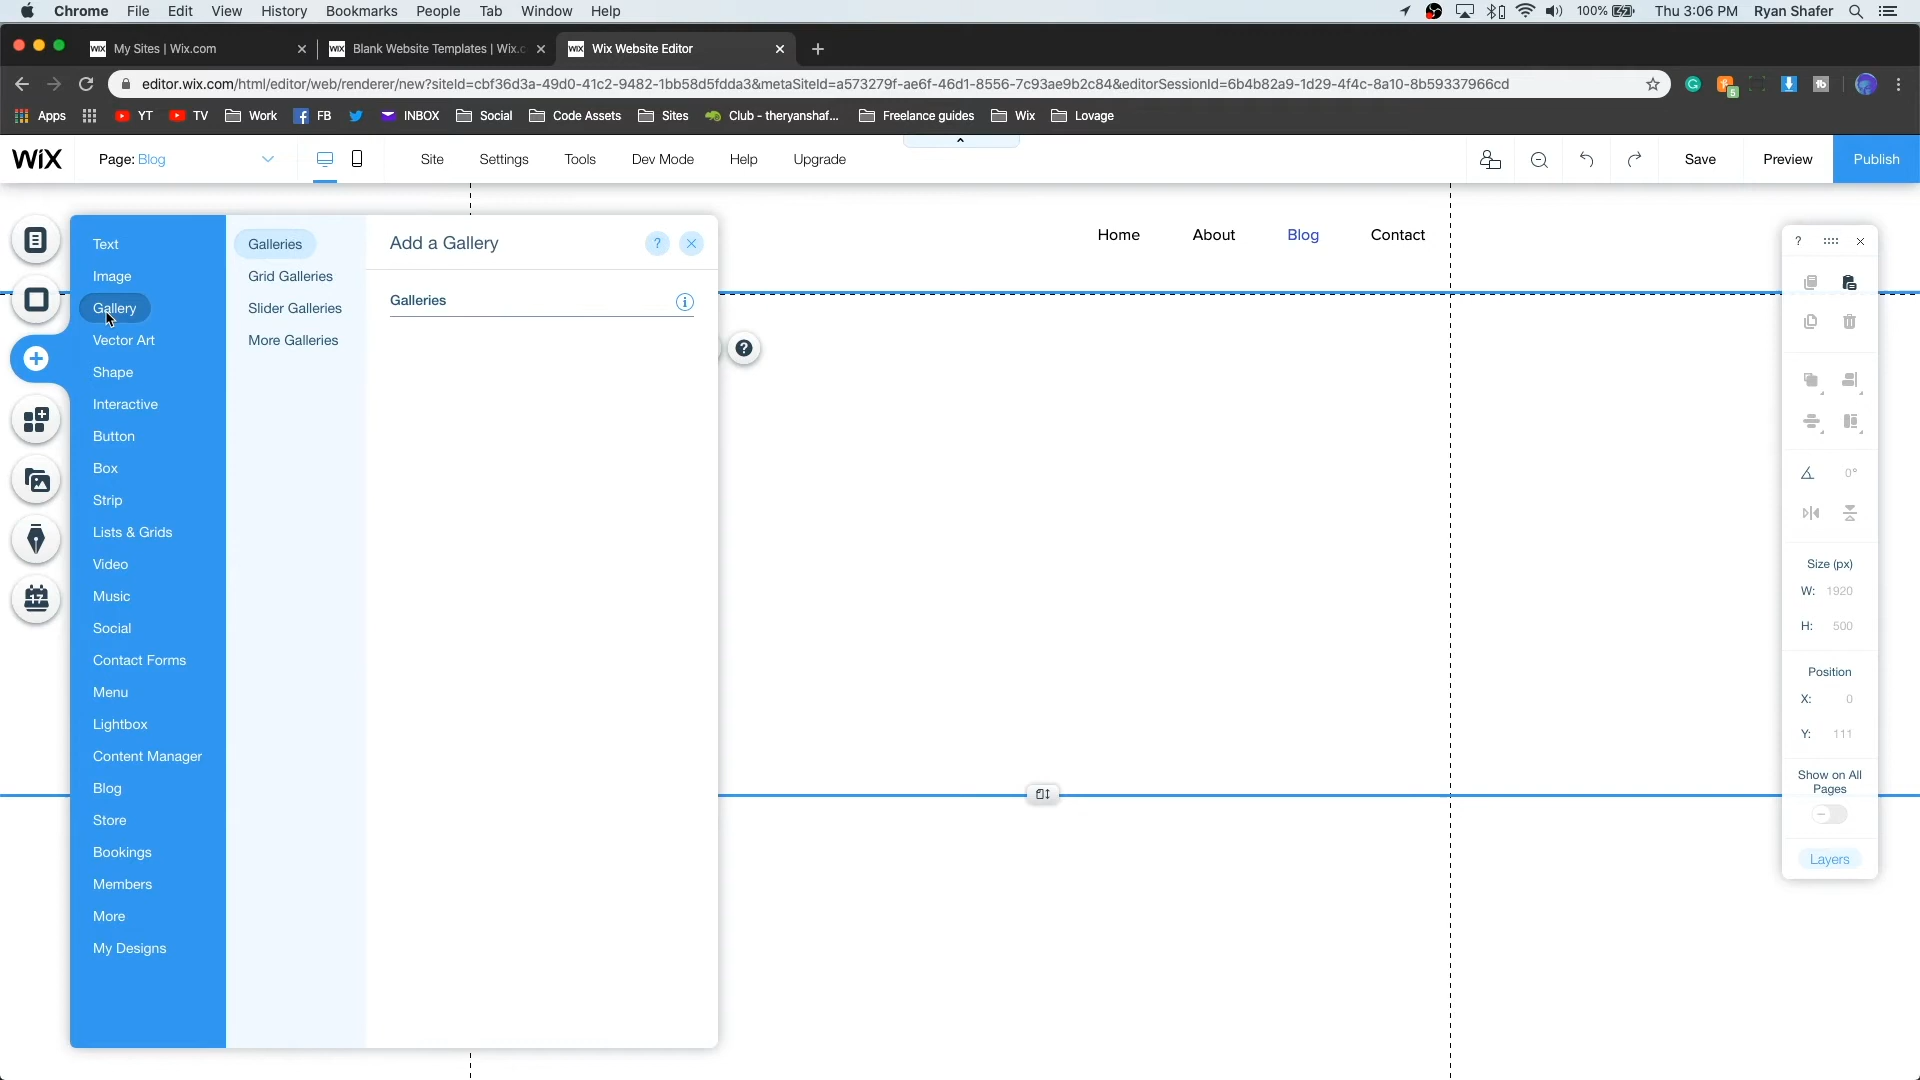 Chrome File Edit View History Bookmarks People Tab Window Help 100% Thu 3:06 PM Ryan Shafer
WIX My Sites | Wix.com WIX Blank Website Templates | Wix.c WIX Wix Website Editor
editor.wix.com/html/editor/web/renderer/new?siteId=cbf36d3a-49d0-41c2-9482-1bb58d5fdda3&metaSiteId=a573279f-ae6f-46d1-8556-7c93ae9b2c84&editorSessionId=6b4b82a9-1d29-4f4c-8a10-8b59337966cd 5
Apps YT TV Work FB INBOX Social Code Assets Sites Club - theryanshaf... Freelance guides Wix Lovage
WIX Page: Blog Site Settings Tools Dev Mode Help Upgrade Save Preview Publish
Home About Blog Contact
Text
Image
Gallery
Vector Art
Shape
Interactive
Button
Box
Strip
Lists & Grids
Video
Music
Social
Contact Forms
Menu
Lightbox
Content Manager
Blog
Store
Bookings
Members
More
My Designs
17
Galleries
Grid Galleries
Slider Galleries
More Galleries
Add a Gallery ?
Galleries i
?
?
0°
Size (px)
W: 1920
H: 500
Position
X: 0
Y: 111
Show on All
Pages
Layers